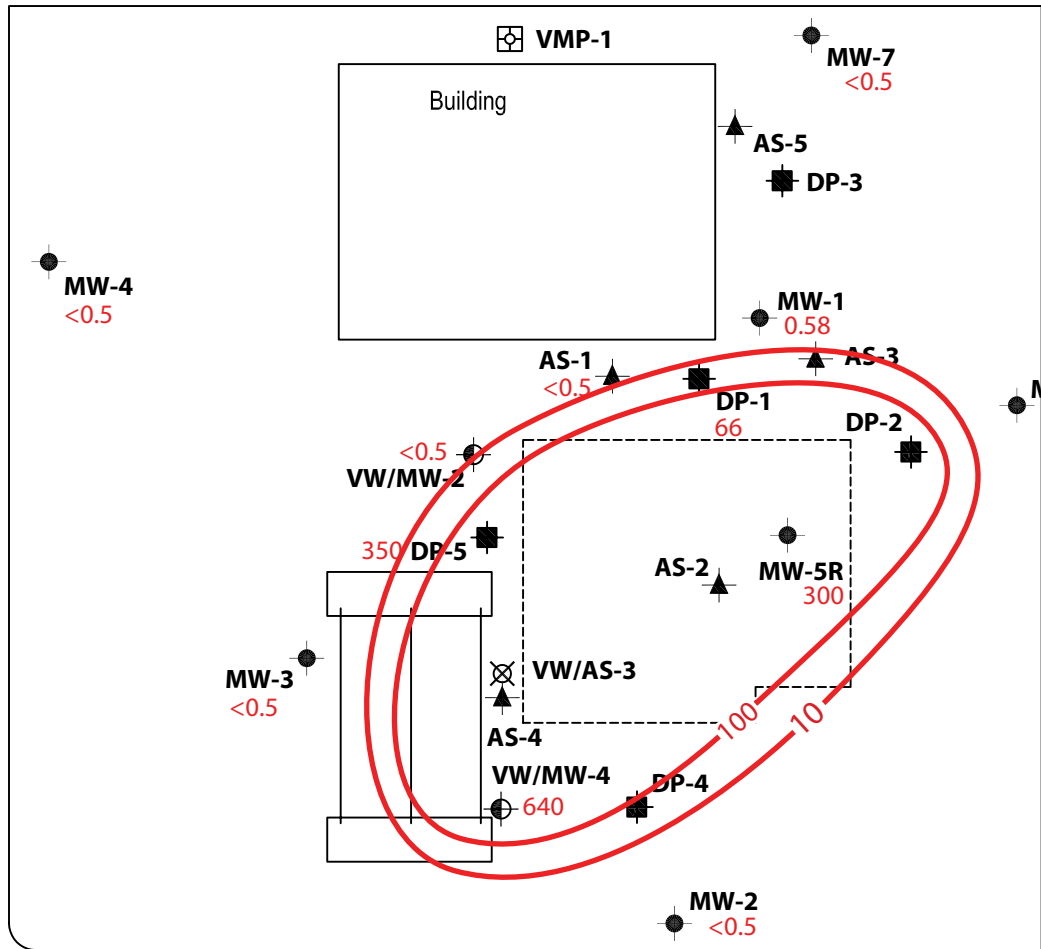 VMP-1
MW-7
<0.5
Building
AS-5
DP-3
MW-4
<0.5
MW-1
0.58
AS-1
<0.5
AS-3
DP-1
66
DP-2
M
<0.5
VW/MW-2
350
DP-5
AS-2
MW-5R
300
MW-3
<0.5
VW/AS-3
AS-4
100
10
VW/MW-4
640
DP-4
MW-2
<0.5